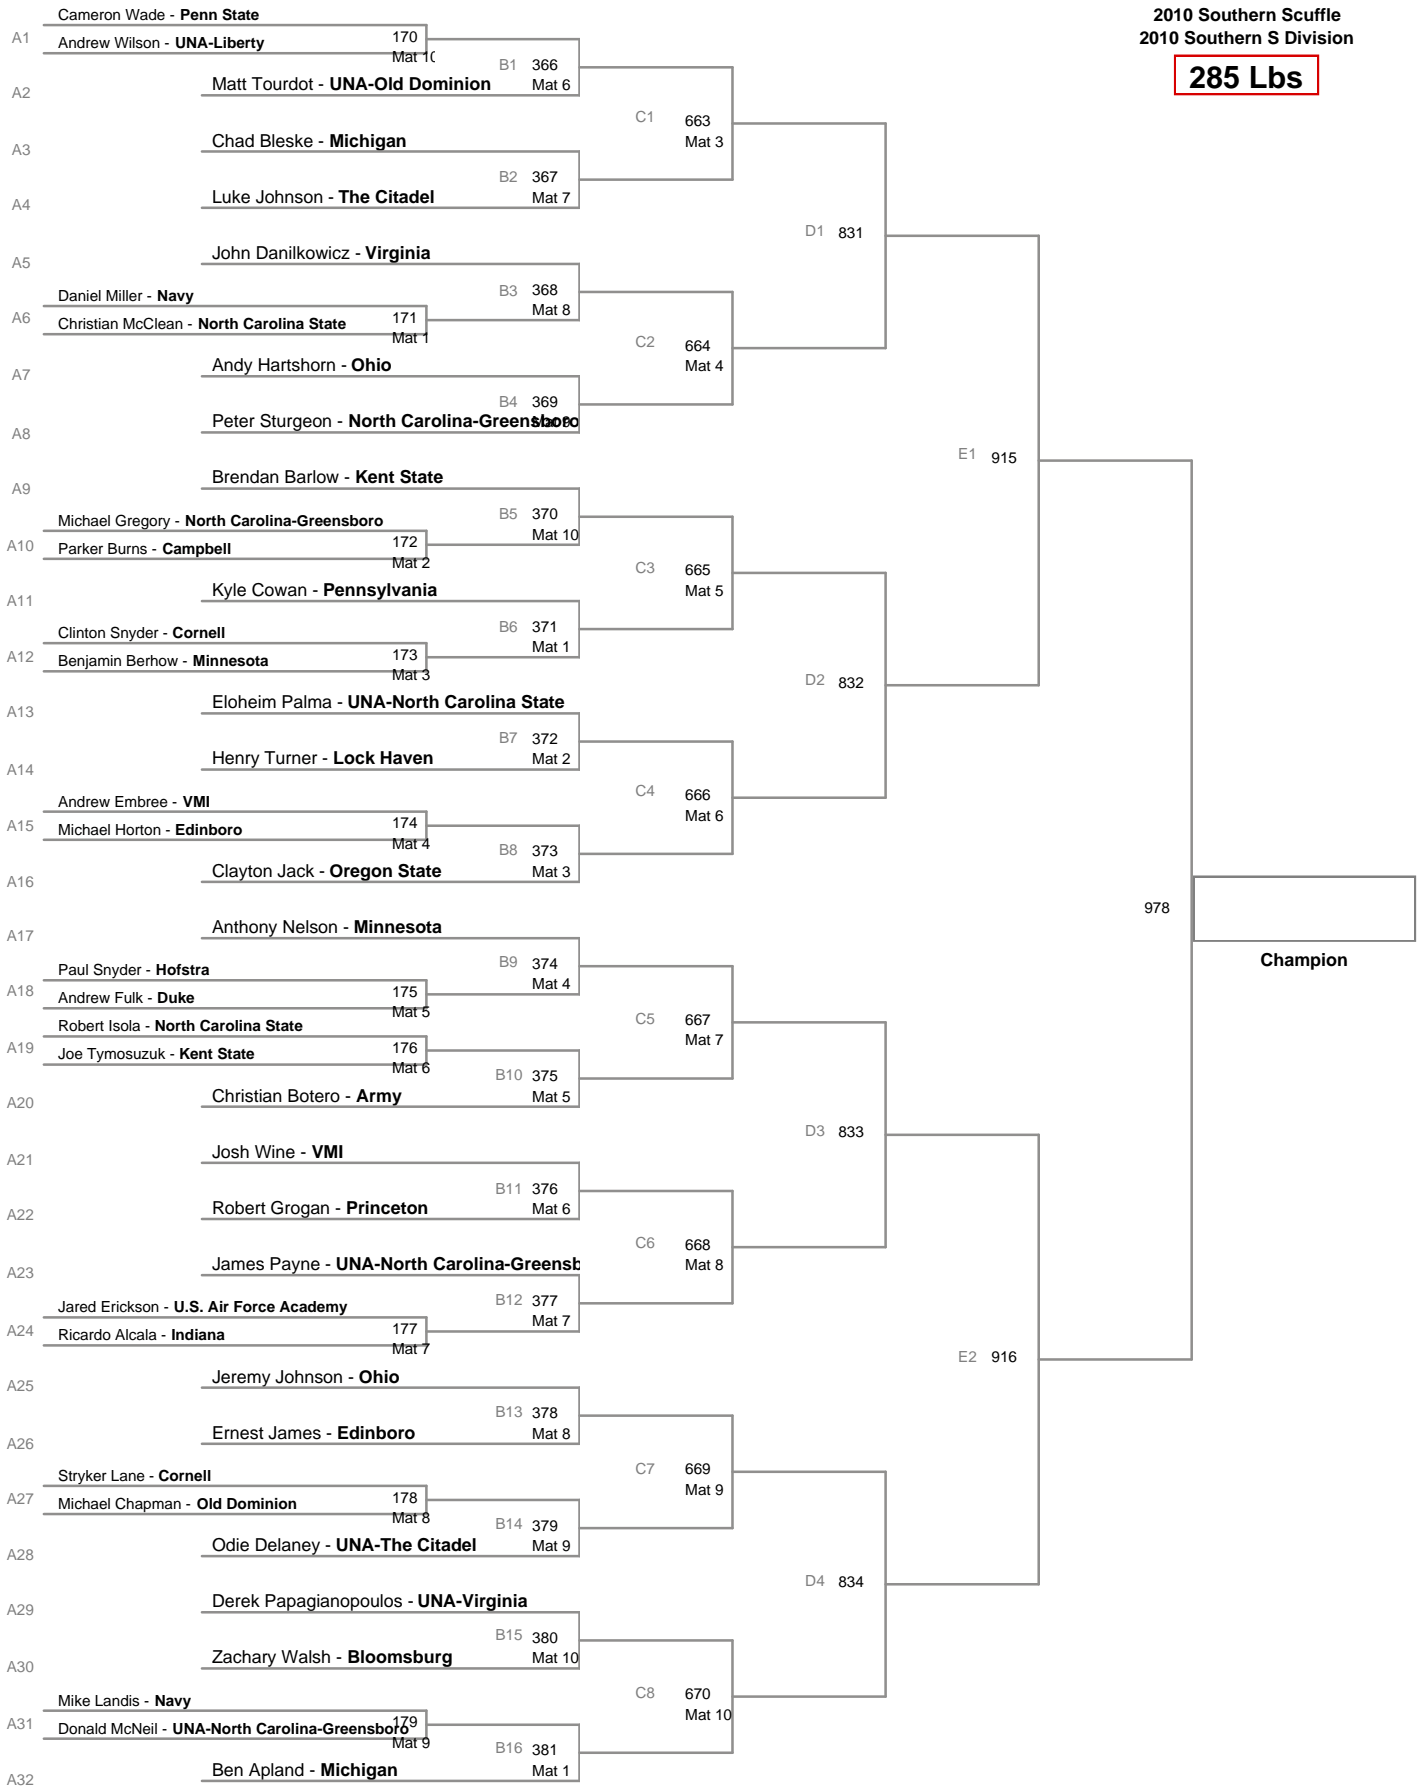 2010 Southern Scuffle
2010 Southern S Division
285 Lbs
Cameron Wade - Penn State
A1
Andrew Wilson - UNA-Liberty
170
Mat 10
B1 366
Mat 6
A2
Matt Tourdot - UNA-Old Dominion
C1 663
Mat 3
A3
Chad Bleske - Michigan
B2 367
Mat 7
A4
Luke Johnson - The Citadel
D1 831
A5
John Danilkowicz - Virginia
Daniel Miller - Navy
B3 368
Mat 8
A6
Christian McClean - North Carolina State
171
Mat 1
C2 664
Mat 4
A7
Andy Hartshorn - Ohio
B4 369
Mat 9
A8
Peter Sturgeon - North Carolina-Greensboro
E1 915
A9
Brendan Barlow - Kent State
B5 370
Mat 10
Michael Gregory - North Carolina-Greensboro
A10
Parker Burns - Campbell
172
Mat 2
C3 665
Mat 5
A11
Kyle Cowan - Pennsylvania
B6 371
Mat 1
Clinton Snyder - Cornell
A12
Benjamin Berhow - Minnesota
173
Mat 3
D2 832
A13
Eloheim Palma - UNA-North Carolina State
B7 372
Mat 2
A14
Henry Turner - Lock Haven
C4 666
Mat 6
Andrew Embree - VMI
A15
Michael Horton - Edinboro
174
Mat 4
B8 373
Mat 3
A16
Clayton Jack - Oregon State
978
Champion
A17
Anthony Nelson - Minnesota
B9 374
Mat 4
Paul Snyder - Hofstra
A18
Andrew Fulk - Duke
175
Mat 5
C5 667
Mat 7
Robert Isola - North Carolina State
A19
Joe Tymosuzuk - Kent State
176
Mat 6
B10 375
Mat 5
A20
Christian Botero - Army
D3 833
A21
Josh Wine - VMI
B11 376
Mat 6
A22
Robert Grogan - Princeton
C6 668
Mat 8
A23
James Payne - UNA-North Carolina-Greensb
B12 377
Mat 7
Jared Erickson - U.S. Air Force Academy
A24
Ricardo Alcala - Indiana
177
Mat 7
E2 916
A25
Jeremy Johnson - Ohio
B13 378
Mat 8
A26
Ernest James - Edinboro
C7 669
Mat 9
Stryker Lane - Cornell
A27
Michael Chapman - Old Dominion
178
Mat 8
B14 379
Mat 9
A28
Odie Delaney - UNA-The Citadel
D4 834
A29
Derek Papagianopoulos - UNA-Virginia
B15 380
Mat 10
A30
Zachary Walsh - Bloomsburg
C8 670
Mat 10
Mike Landis - Navy
A31
Donald McNeil - UNA-North Carolina-Greensboro
179
Mat 9
B16 381
Mat 1
A32
Ben Apland - Michigan